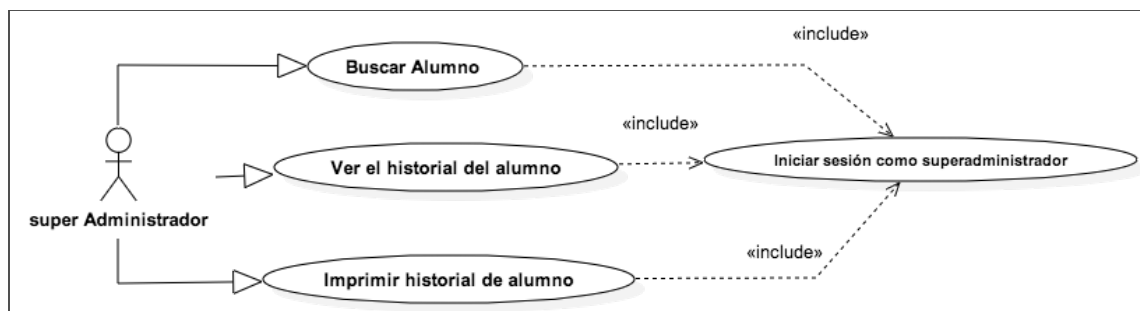 «include»
Buscar Alumno
«include»
Ver el historial del alumno
Iniciar sesión como superadministrador
super Administrador
«include»
Imprimir historial de alumno